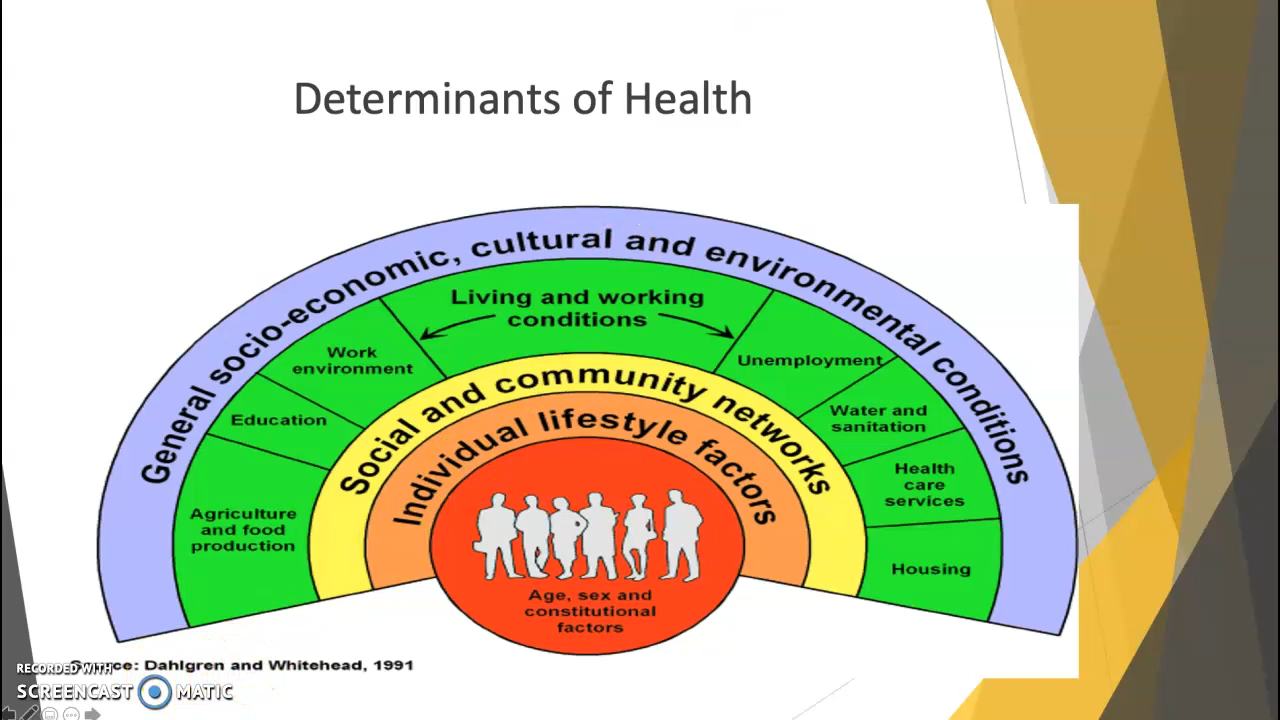 Determinants of Health
General socio-economic, cultural and environmental conditions
Living and working
conditions
Work
environment
Unemployment
Education
Water and
sanitation
Agriculture
and food
production
Health
care
services
Housing
Social and community networks
Individual lifestyle factors
Age, sex and
constitutional
factors
Source: Dahlgren and Whitehead, 1991
RECORDED WITH
SCREENCAST MATIC